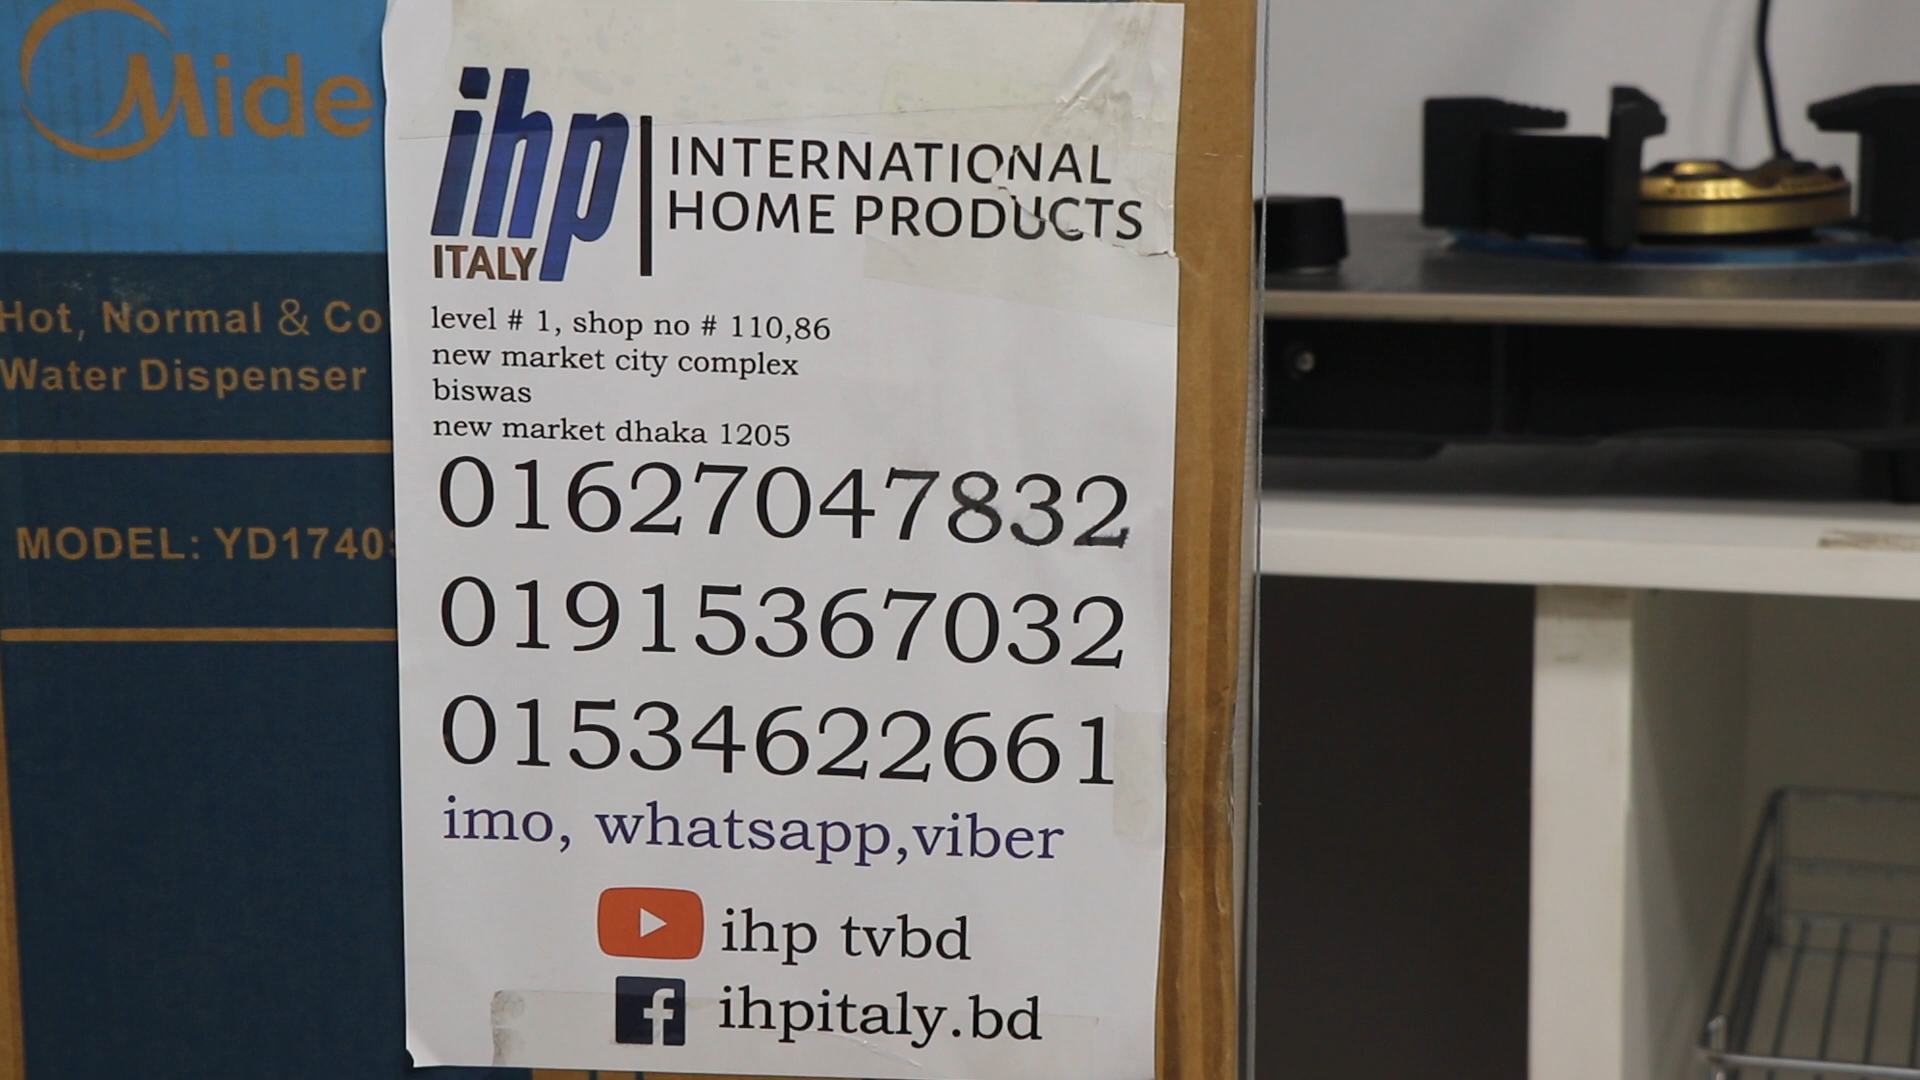 Mide
Hot, Normal & Co
Water Dispenser
MODEL: YD1740
ihp
ITALY
INTERNATIONAL
HOME PRODUCTS
level # 1, shop no # 110,86
new market city complex
biswas
new market dhaka 1205
01627047832
01915367032
01534622661
imo, whatsapp,viber
ihp tvbd
ihpitaly.bd